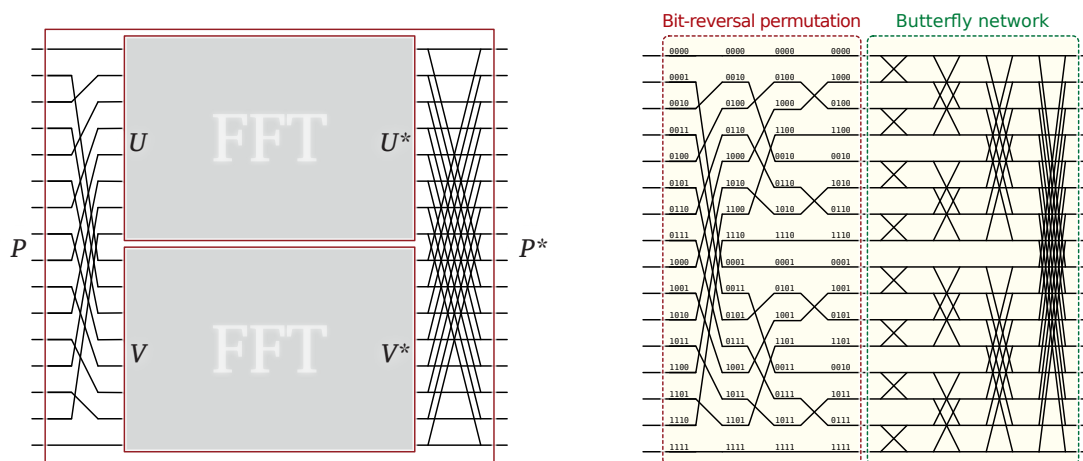 U
FFT
U*
P
P*
V
FFT
V*
Bit-reversal permutation
Butterfly network
0000 0000 0000 0000
0001 0010 0100 1000
0010 0100 1000 0100
0011 0110 1100 1100
0100 1000 0010 0010
0101 1010 0110 1010
0110 1100 1010 0110
0111 1110 1110 1110
1000 0001 0001 0001
1001 0011 0101 1001
1010 0101 1001 0101
1011 0111 1101 1101
1100 1001 0011 0010
1101 1011 0111 1011
1110 1101 1011 0111
1111 1111 1111 1111